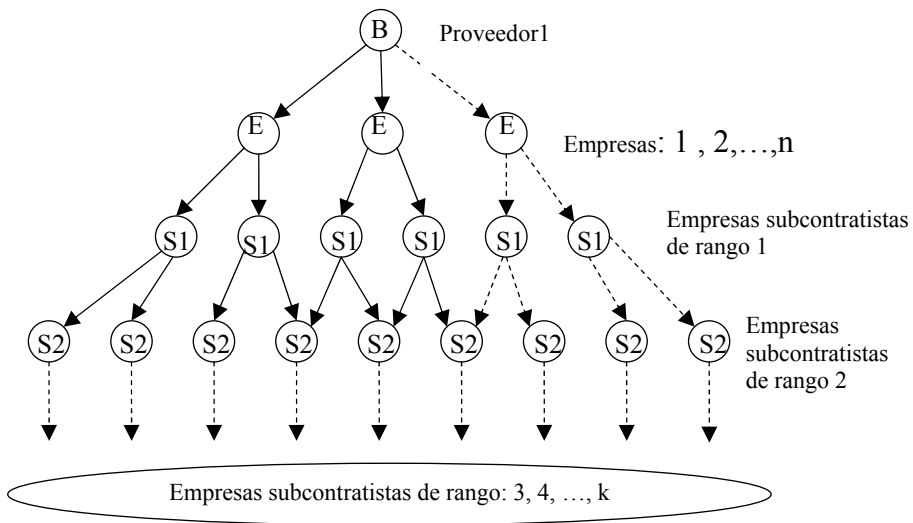 B
Proveedor1
E E E
Empresas: 1 , 2,…,n
S1 S1 S1 S1 S1 S1
Empresas subcontratistas
de rango 1
S2 S2 S2 S2 S2 S2 S2 S2 S2
Empresas
subcontratistas
de rango 2
Empresas subcontratistas de rango: 3, 4, …, k